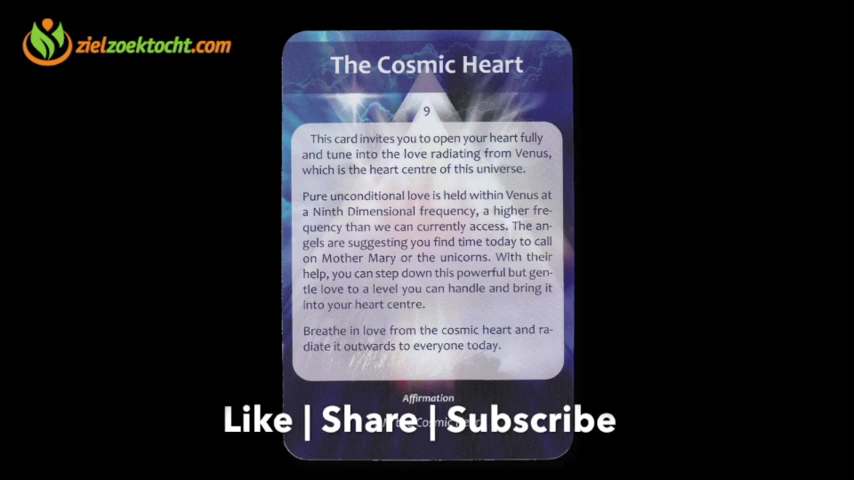 zielzoektocht.com
The Cosmic Heart
9
This card invites you to open your heart fully
and tune into the love radiating from Venus,
which is the heart centre of this universe.
Pure unconditional love is held within Venus at
a Ninth Dimensional frequency, a higher fre-
quency than we can currently access. The an-
gels are suggesting you find time today to call
on Mother Mary or the unicorns. With their
help, you can step down this powerful but gen-
tle love to a level you can handle and bring it
into your heart centre.
Breathe in love from the cosmic heart and ra-
diate it outwards to everyone today.
Affirmation
Like | Share | Subscribe